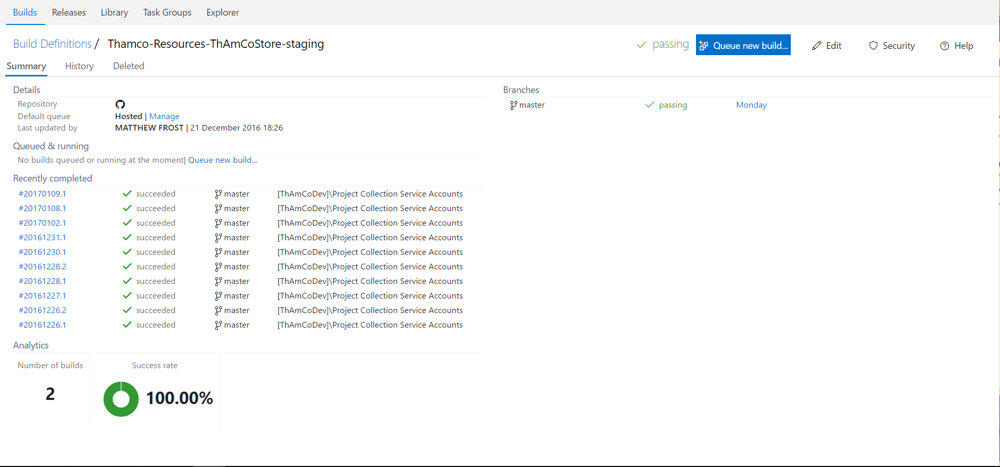 Builds Releases Library Task Groups Explorer
Build Definitions / Thamco-Resources-ThAmCoStore-staging
passing Queue new build... Edit Security Help
Summary History Deleted
Details
Repository
Default queue Hosted | Manage
Last updated by MATTHEW FROST | 21 December 2016 18:26
Queued & running
No builds queued or running at the moment| Queue new build...
Recently completed
#20170109.1 succeeded master [ThAmCoDev]\Project Collection Service Accounts
#20170108.1 succeeded master [ThAmCoDev]\Project Collection Service Accounts
#20170102.1 succeeded master [ThAmCoDev]\Project Collection Service Accounts
#20161231.1 succeeded master [ThAmCoDev]\Project Collection Service Accounts
#20161230.1 succeeded master [ThAmCoDev]\Project Collection Service Accounts
#20161228.2 succeeded master [ThAmCoDev]\Project Collection Service Accounts
#20161228.1 succeeded master [ThAmCoDev]\Project Collection Service Accounts
#20161227.1 succeeded master [ThAmCoDev]\Project Collection Service Accounts
#20161226.2 succeeded master [ThAmCoDev]\Project Collection Service Accounts
#20161226.1 succeeded master [ThAmCoDev]\Project Collection Service Accounts
Analytics
Number of builds
2
Success rate
100.00%
Branches
master passing Monday